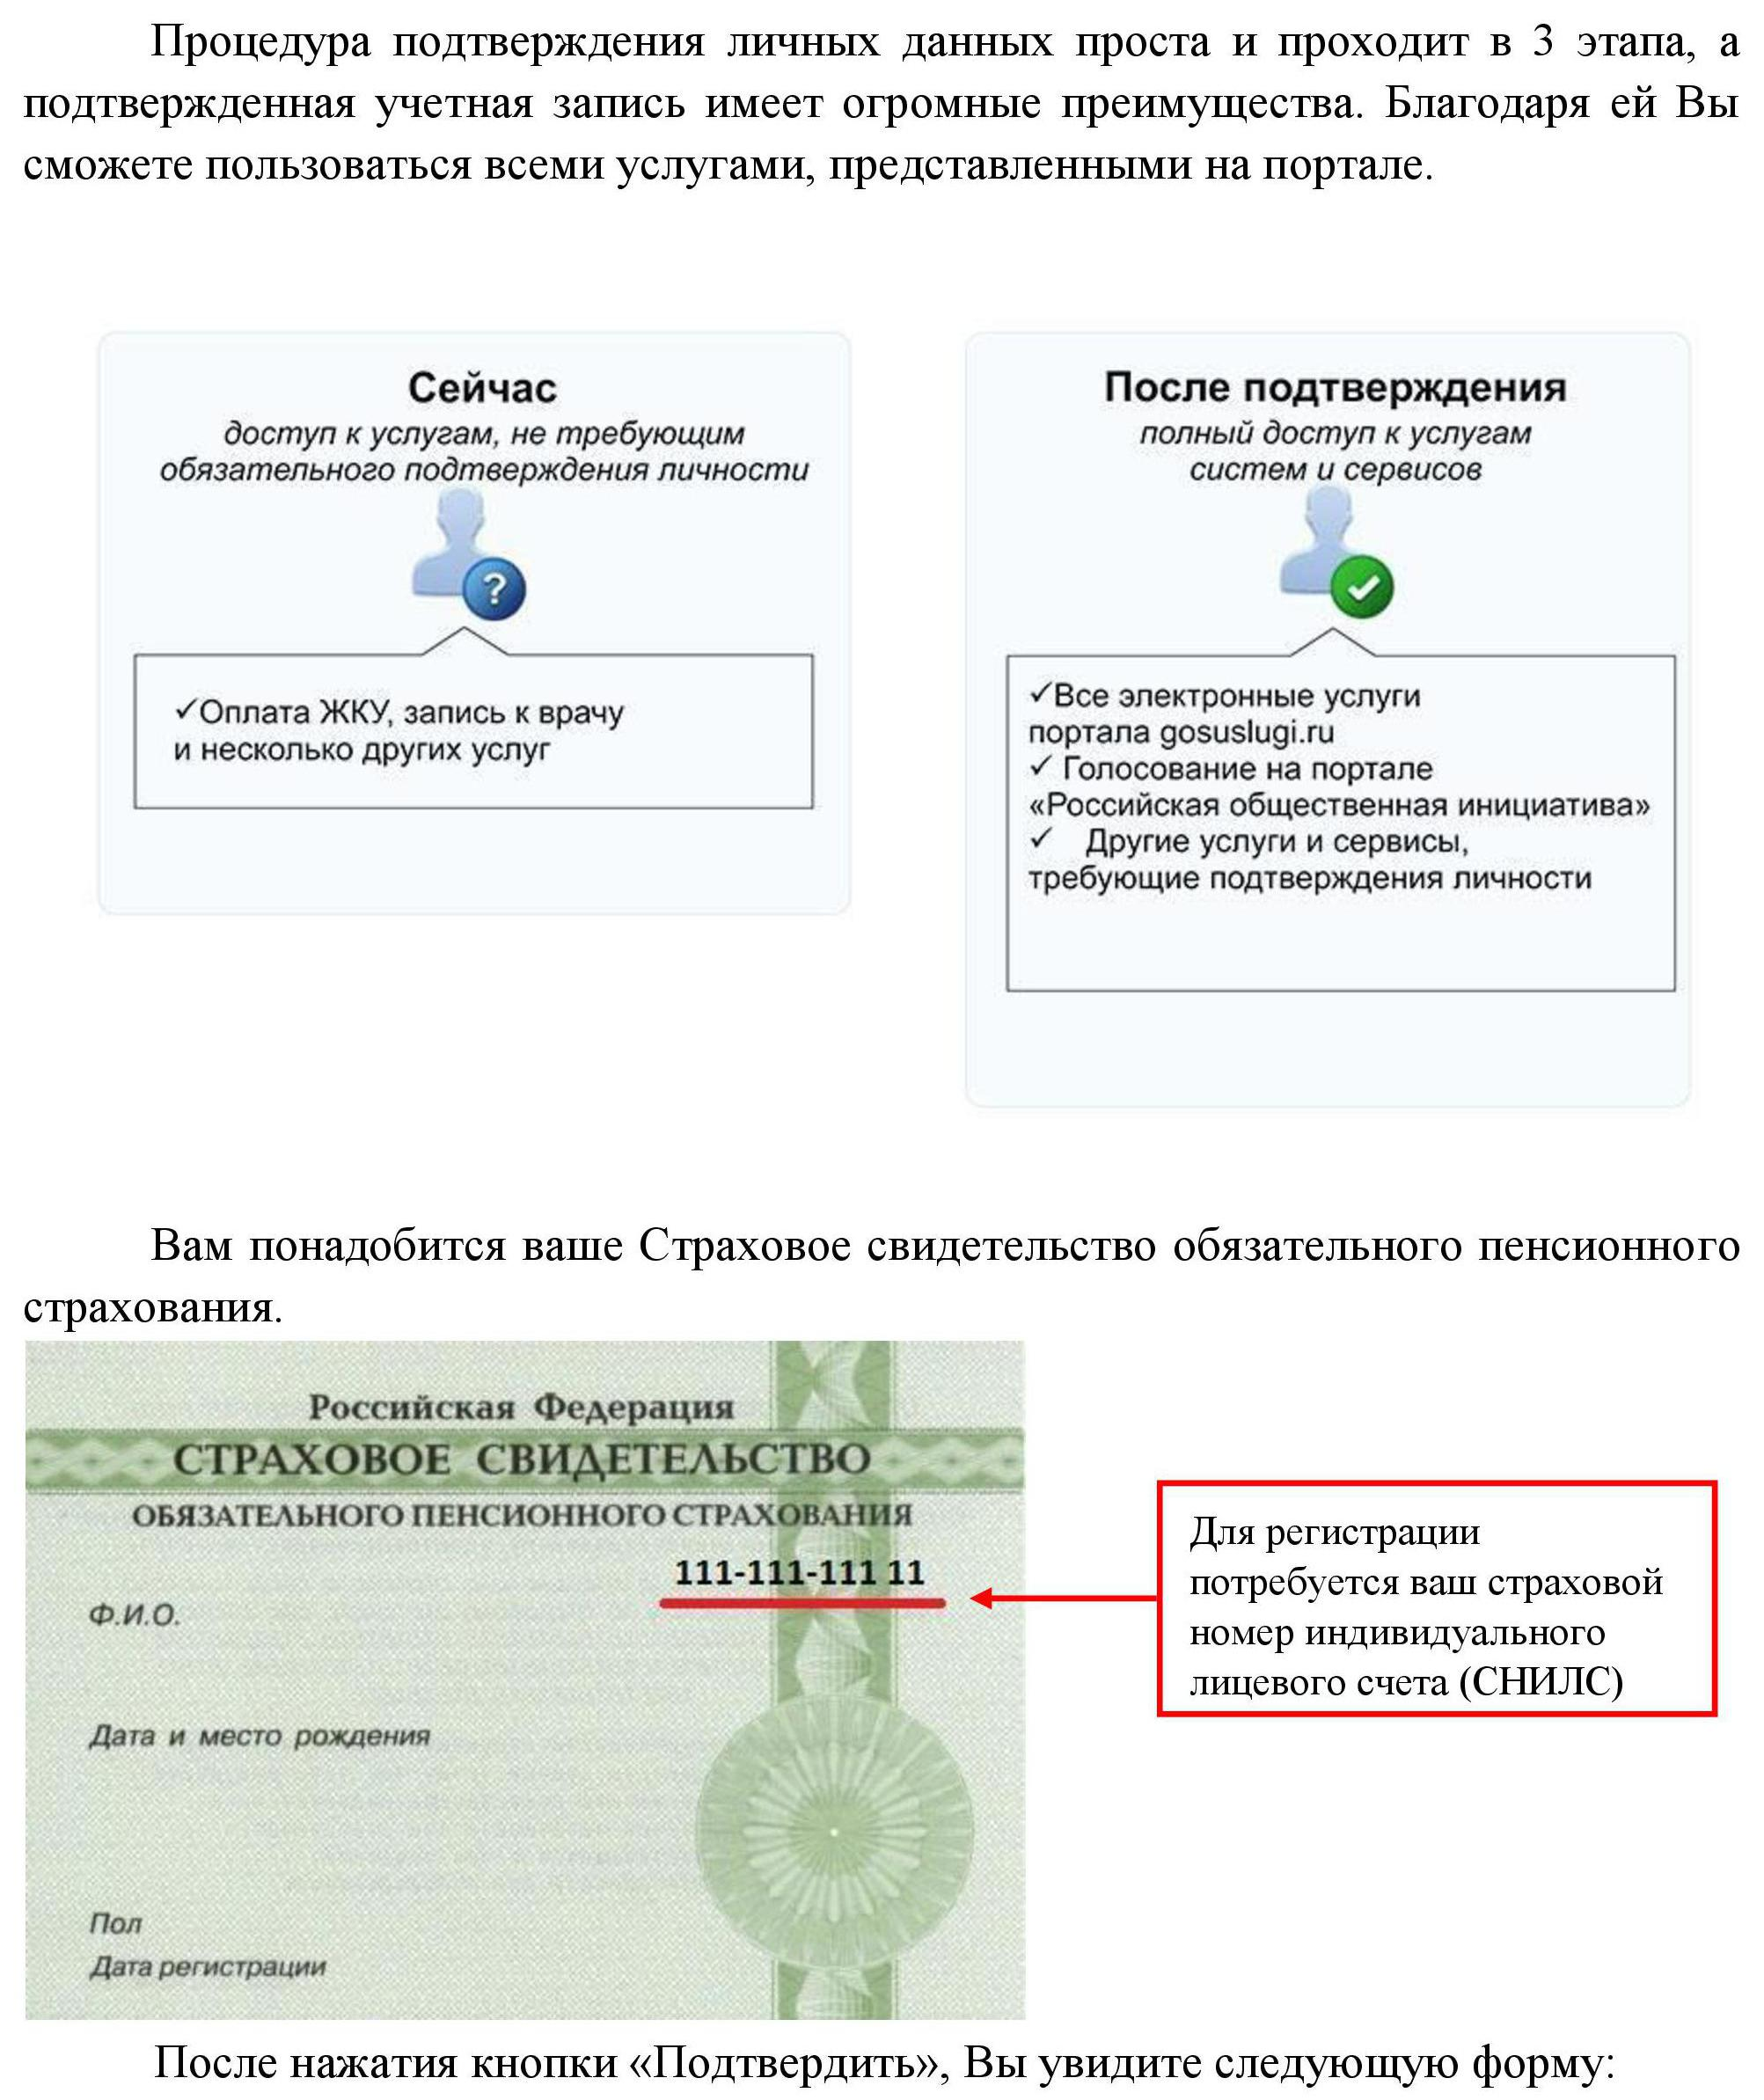 Процедура подтверждения личных данных проста и проходит в 3 этапа, а
подтвержденная учетная запись имеет огромные преимущества. Благодаря ей Вы
сможете пользоваться всеми услугами, представленными на портале.
Сейчас
доступ к услугам, не требующим
обязательного подтверждения личности
?
✓Оплата ЖКУ, запись к врачу
и несколько других услуг
После подтверждения
полный доступ к услугам
систем и сервисов
✓Все электронные услуги
портала gosuslugi.ru
✓ Голосование на портале
«Российская общественная инициатива»
✓ Другие услуги и сервисы,
требующие подтверждения личности
Вам понадобится ваше Страховое свидетельство обязательного пенсионного
страхования.
Российская Федерация
СТРАХОВОЕ СВИДЕТЕЛЬСТВО
ОБЯЗАТЕЛЬНОГО ПЕНСИОННОГО СТРАХОВАНИЯ
111-111-111 11
Ф.И.О.
Дата и место рождения
Пол
Дата регистрации
Для регистрации
потребуется ваш страховой
номер индивидуального
лицевого счета (СНИЛС)
После нажатия кнопки «Подтвердить», Вы увидите следующую форму: